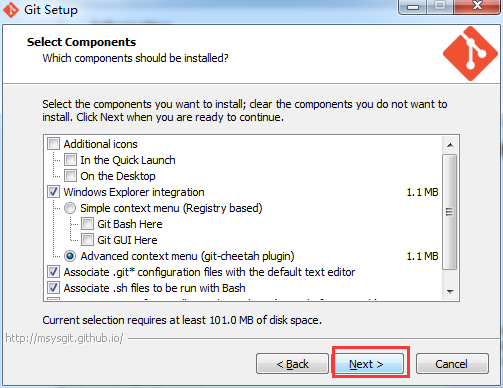 Git Setup
Select Components
Which components should be installed?
Select the components you want to install; clear the components you do not want to
install. Click Next when you are ready to continue.
Additional icons
In the Quick Launch
On the Desktop
Windows Explorer integration 1.1 MB
Simple context menu (Registry based)
Git Bash Here
Git GUI Here
Advanced context menu (git-cheetah plugin) 1.1 MB
Associate .git* configuration files with the default text editor
Associate .sh files to be run with Bash
Current selection requires at least 101.0 MB of disk space.
http://msysgit.github.io/
< Back
Next >
Cancel